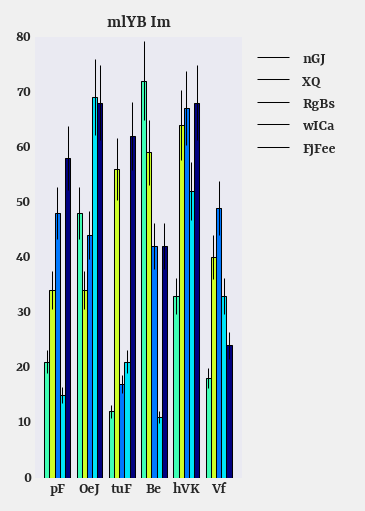 mlYB Im
80
70
60
50
40
30
20
10
0
pF OeJ tuF Be hVK Vf
nGJ
XQ
RgBs
wICa
FJFee